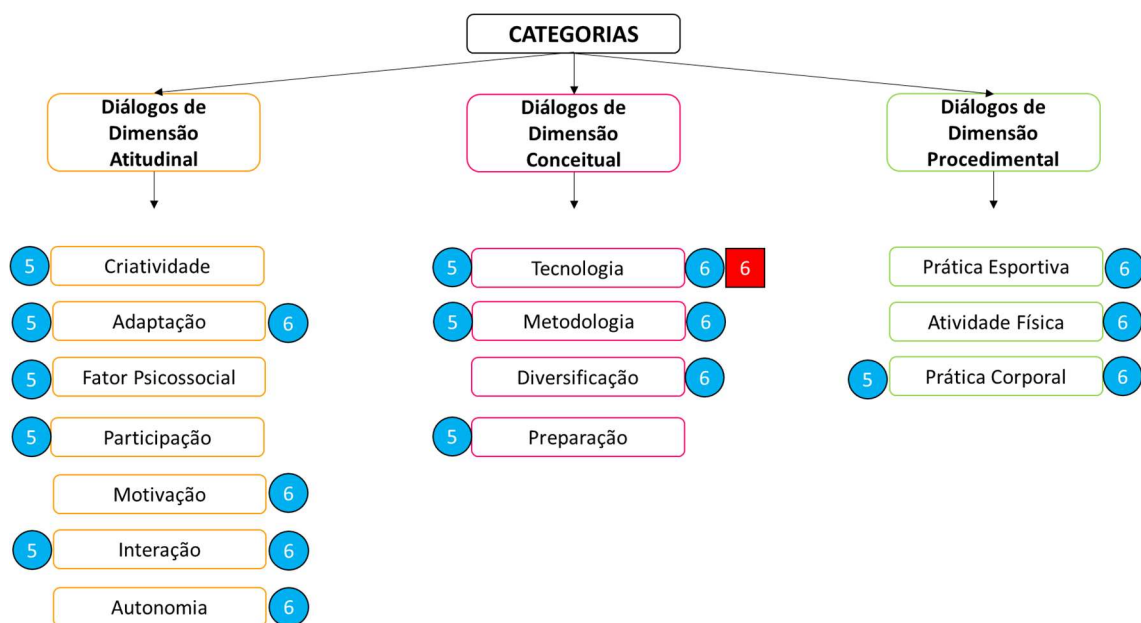 CATEGORIAS
Diálogos de
Dimensão
Atitudinal
Diálogos de
Dimensão
Conceitual
Diálogos de
Dimensão
Procedimental
5 Criatividade
5 Adaptação 6
5 Fator Psicossocial
5 Participação
Motivação 6
5 Interação 6
Autonomia 6
5 Tecnologia 6 6
5 Metodologia 6
Diversificação 6
5 Preparação
Prática Esportiva 6
Atividade Física 6
5 Prática Corporal 6